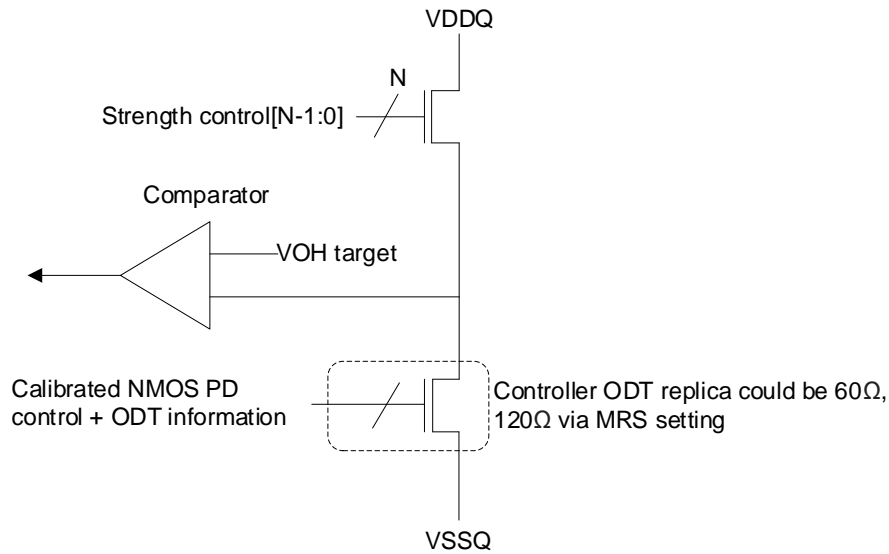 VDDQ
N
Strength control[N-1:0]
Comparator
VOH target
Calibrated NMOS PD
control + ODT information
Controller ODT replica could be 60Ω,
120Ω via MRS setting
VSSQ